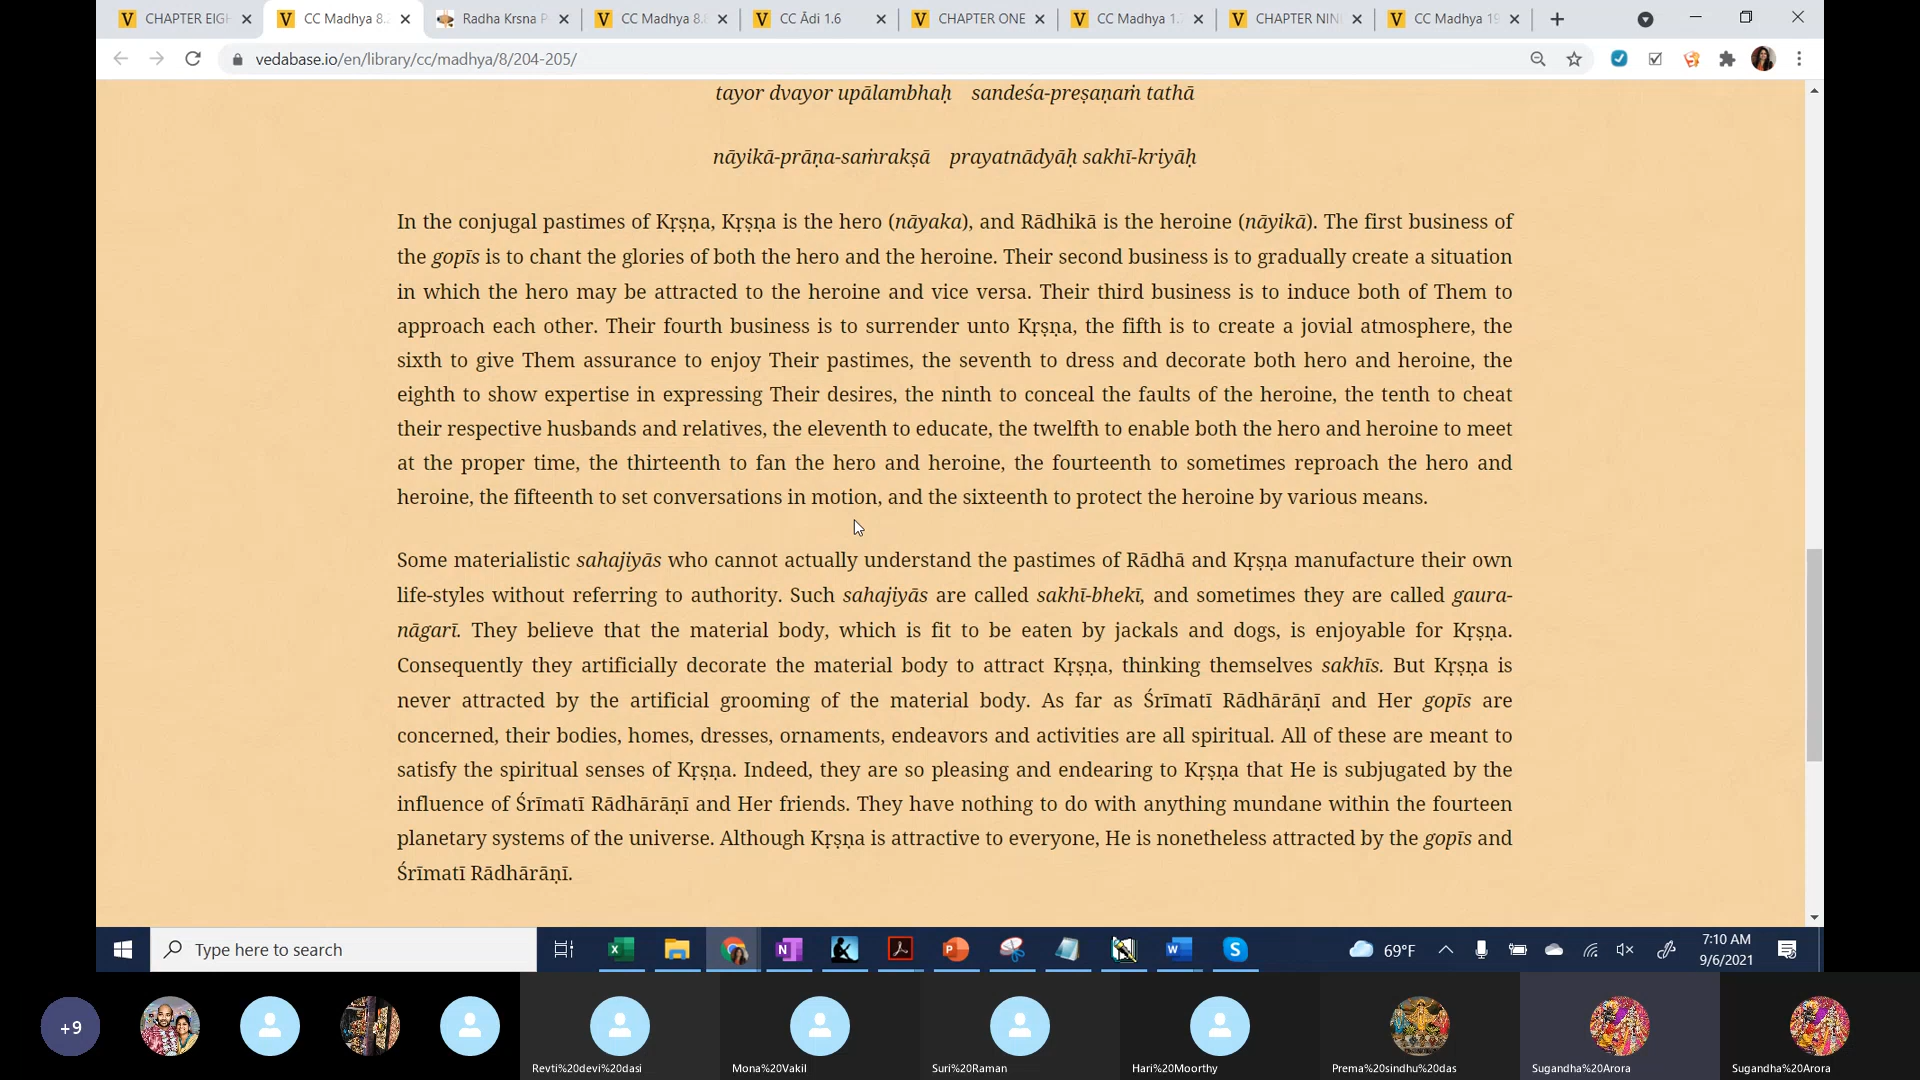 CHAPTER EIGH
CC Madhya 8.
Radha Krsna P
CC Madhya 8.
CC Ādi 1.6
CHAPTER ONE
CC Madhya 1.
CHAPTER NIN
CC Madhya 19
vedabase.io/en/library/cc/madhya/8/204-205/
tayor dvayor upālambhaḥ sandeśa-preṣaṇaṁ tathā
nāyikā-prāṇa-saṁrakṣā prayatnādyāḥ sakhī-kriyāḥ
In the conjugal pastimes of Kṛṣṇa, Kṛṣṇa is the hero (nāyaka), and Rādhikā is the heroine (nāyikā). The first business of
the gopīs is to chant the glories of both the hero and the heroine. Their second business is to gradually create a situation
in which the hero may be attracted to the heroine and vice versa. Their third business is to induce both of Them to
approach each other. Their fourth business is to surrender unto Kṛṣṇa, the fifth is to create a jovial atmosphere, the
sixth to give Them assurance to enjoy Their pastimes, the seventh to dress and decorate both hero and heroine, the
eighth to show expertise in expressing Their desires, the ninth to conceal the faults of the heroine, the tenth to cheat
their respective husbands and relatives, the eleventh to educate, the twelfth to enable both the hero and heroine to meet
at the proper time, the thirteenth to fan the hero and heroine, the fourteenth to sometimes reproach the hero and
heroine, the fifteenth to set conversations in motion, and the sixteenth to protect the heroine by various means.
Some materialistic sahajiyās who cannot actually understand the pastimes of Rādhā and Kṛṣṇa manufacture their own
life-styles without referring to authority. Such sahajiyās are called sakhī-bhekī, and sometimes they are called gaura-
nāgarī. They believe that the material body, which is fit to be eaten by jackals and dogs, is enjoyable for Kṛṣṇa.
Consequently they artificially decorate the material body to attract Kṛṣṇa, thinking themselves sakhīs. But Kṛṣṇa is
never attracted by the artificial grooming of the material body. As far as Śrīmatī Rādhārāṇī and Her gopīs are
concerned, their bodies, homes, dresses, ornaments, endeavors and activities are all spiritual. All of these are meant to
satisfy the spiritual senses of Kṛṣṇa. Indeed, they are so pleasing and endearing to Kṛṣṇa that He is subjugated by the
influence of Śrīmatī Rādhārāṇī and Her friends. They have nothing to do with anything mundane within the fourteen
planetary systems of the universe. Although Kṛṣṇa is attractive to everyone, He is nonetheless attracted by the gopīs and
Śrīmatī Rādhārāṇī.
Type here to search
69°F
7:10 AM
9/6/2021
+9
Revti%20devi%20dasi
Mona%20Vakil
Suri%20Raman
Hari%20Moorthy
Prema%20sindhu%20das
Sugandha%20Arora
Sugandha%20Arora